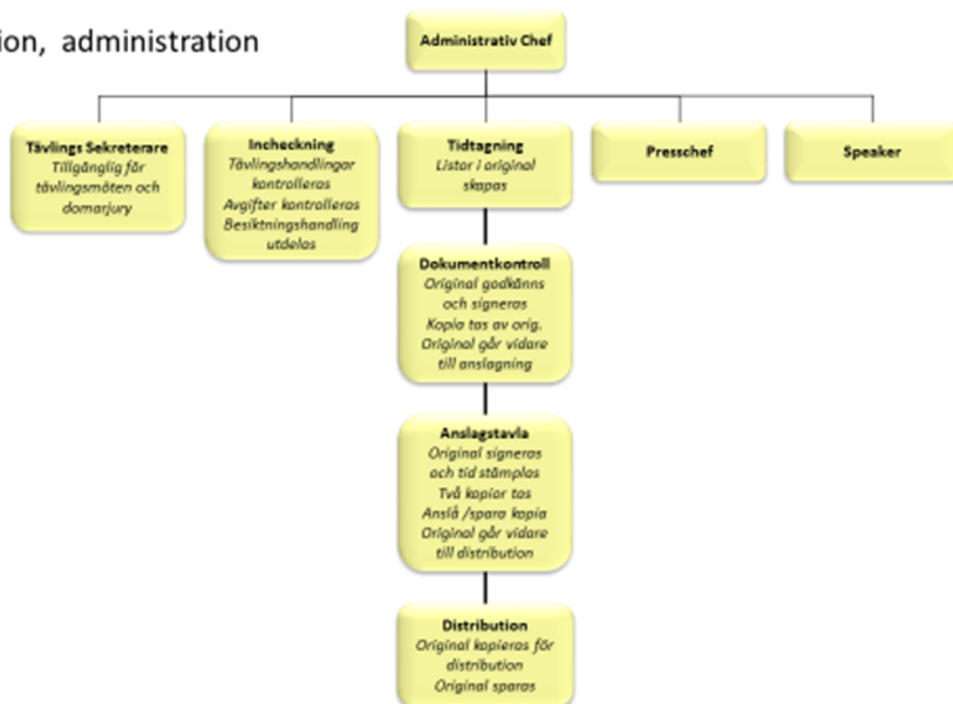 ion, administration
Administrativ Chef
Tävlings Sekreterare
Tillgänglig för
tävlingsmöten och
domarjury
Incheckning
Tävlingshandlingar
kontrolleras
Avgifter kontrolleras
Besiktningshandling
utdelas
Tidtagning
Listor i original
skapas
Presschef
Speaker
Dokumentkontroll
Original godkänns
och signeras
Kopia tas av orig.
Original går vidare
till anslagning
Anslagstavla
Original signeras
och tid stämplas
Två kopior tas
Anslå /spara kopia
Original går vidare
till distribution
Distribution
Original kopieras för
distribution
Original sparas